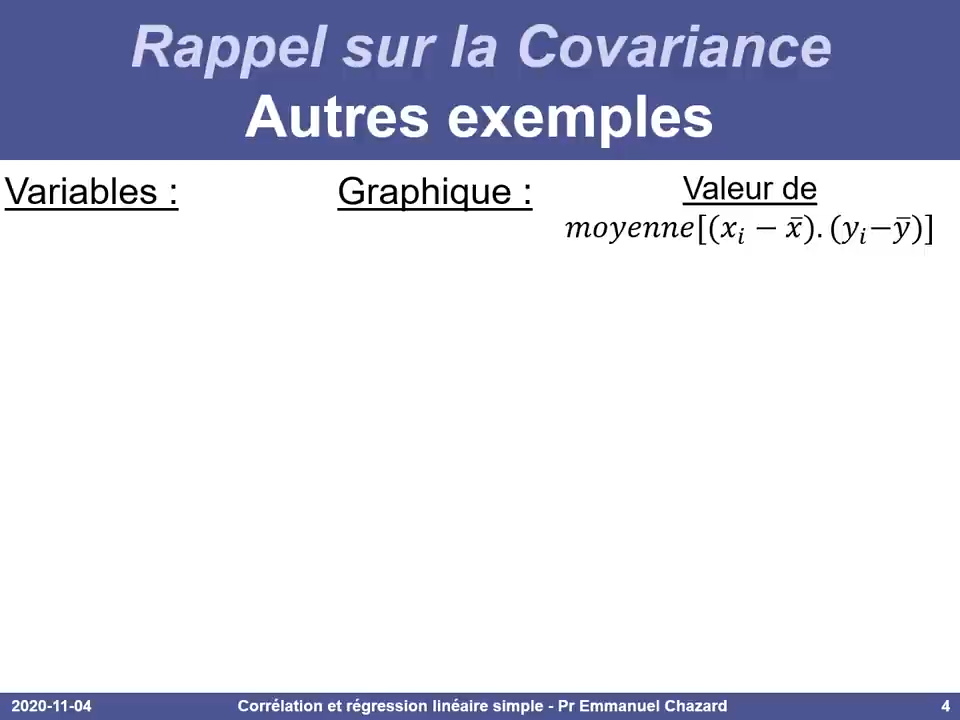 Rappel sur la Covariance
Autres exemples
Variables :
Graphique :
Valeur de
𝑚𝑜𝑦𝑒𝑛𝑛𝑒[(𝑥ᵢ − x̄).(𝑦ᵢ−ȳ)]
2020-11-04
Corrélation et régression linéaire simple - Pr Emmanuel Chazard
4